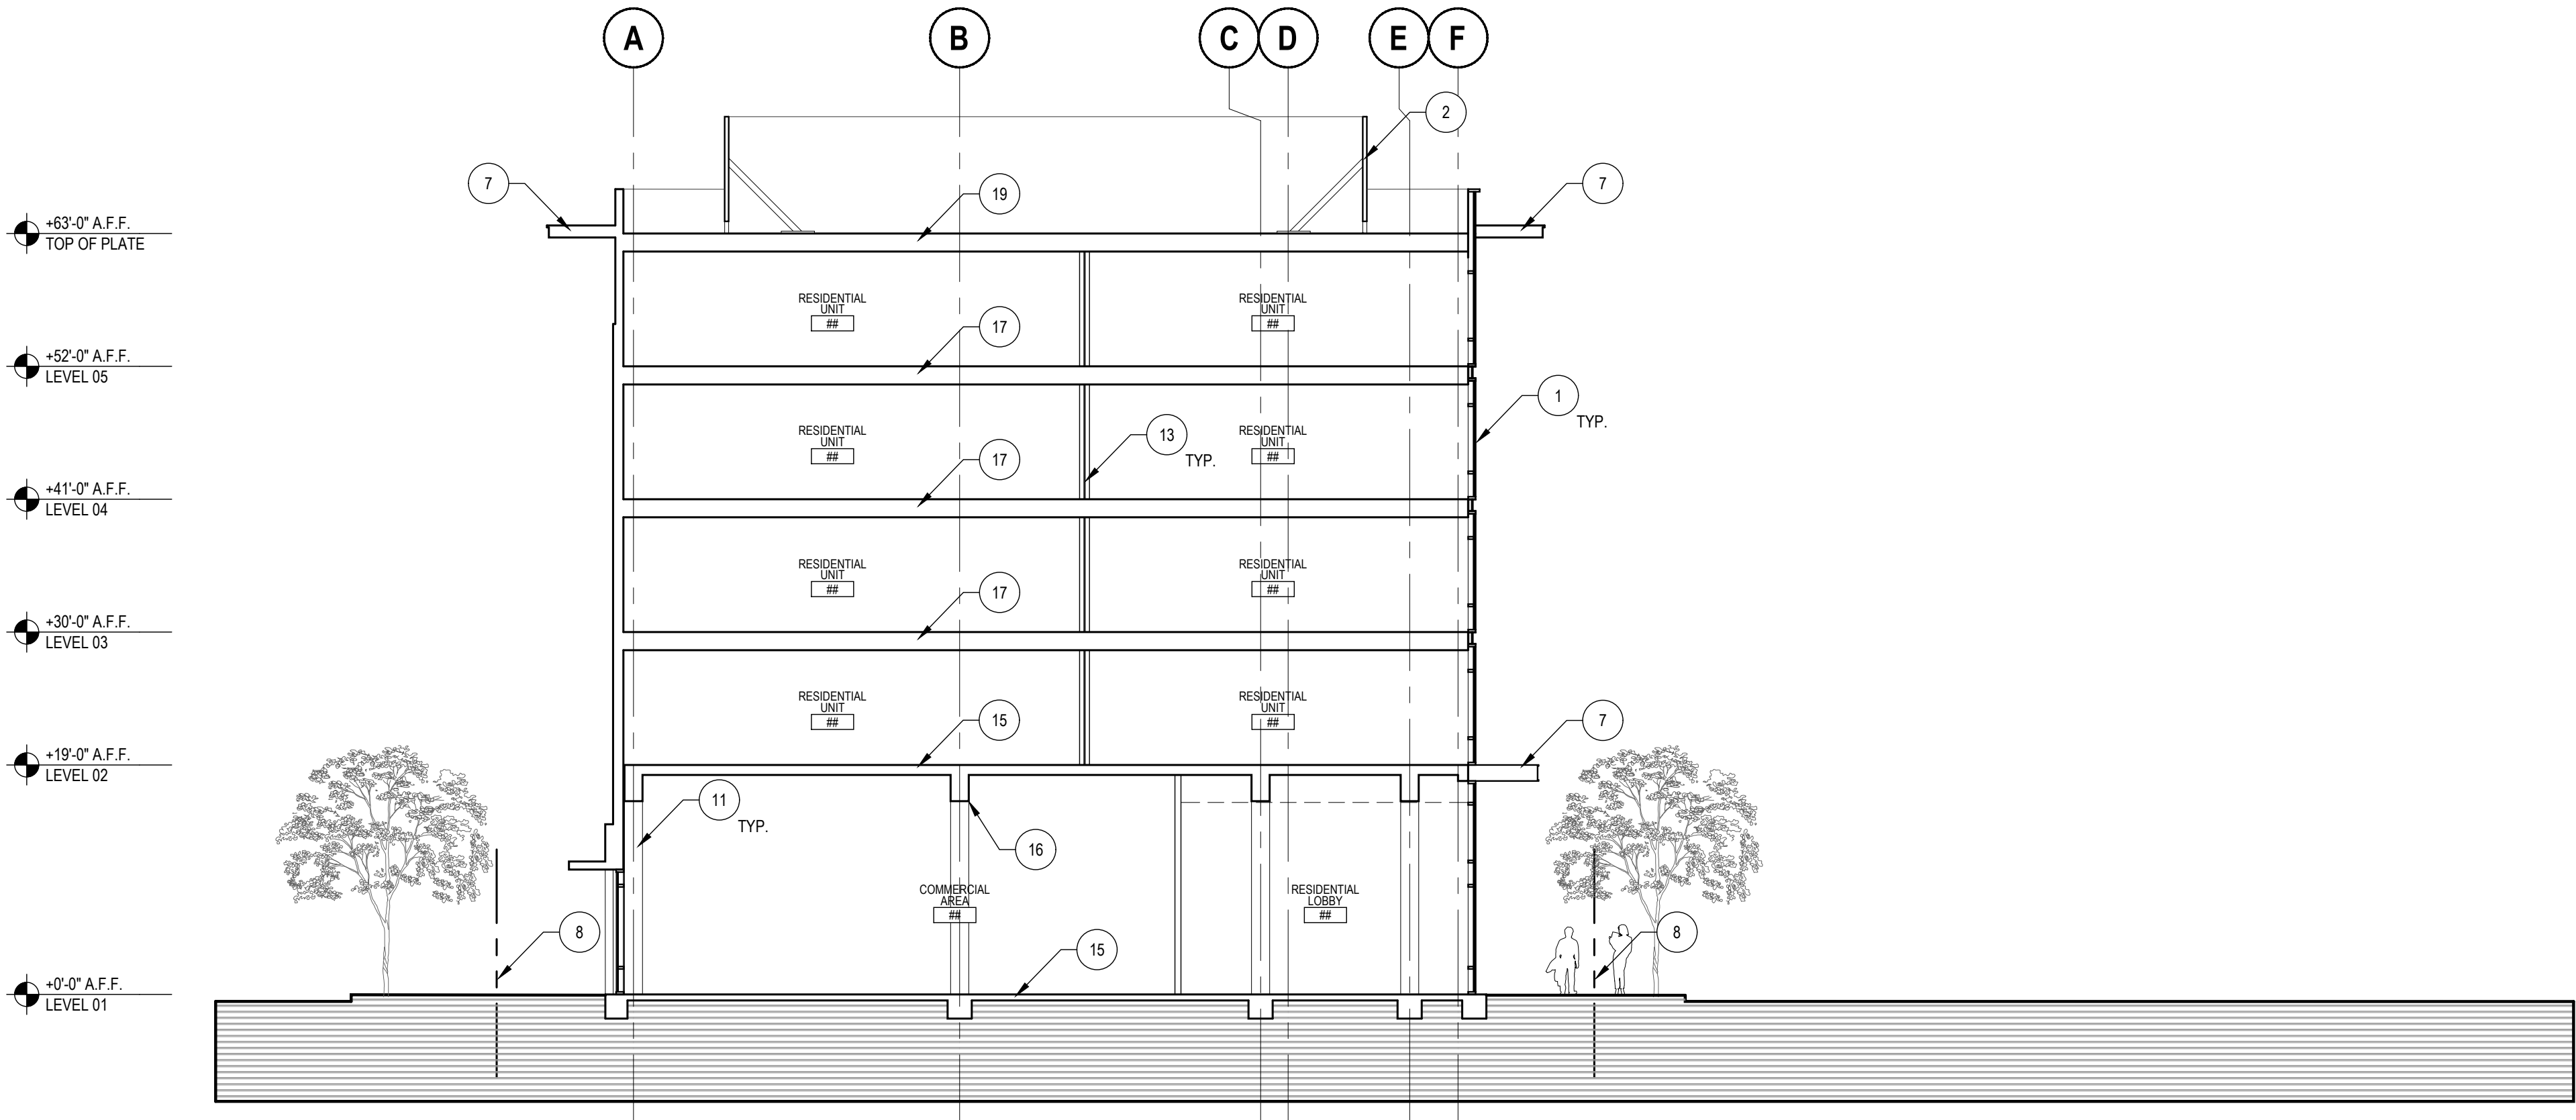 A
B
C
D
E
F
2
7
7
19
+63'-0" A.F.F.
TOP OF PLATE
RESIDENTIAL
UNIT
##
RESIDENTIAL
UNIT
##
17
+52'-0" A.F.F.
LEVEL 05
1
TYP.
RESIDENTIAL
UNIT
##
13
TYP.
RESIDENTIAL
UNIT
##
17
+41'-0" A.F.F.
LEVEL 04
RESIDENTIAL
UNIT
##
RESIDENTIAL
UNIT
##
17
+30'-0" A.F.F.
LEVEL 03
RESIDENTIAL
UNIT
##
RESIDENTIAL
UNIT
##
15
7
+19'-0" A.F.F.
LEVEL 02
11
TYP.
16
COMMERCIAL
AREA
##
RESIDENTIAL
LOBBY
##
8
8
15
+0'-0" A.F.F.
LEVEL 01